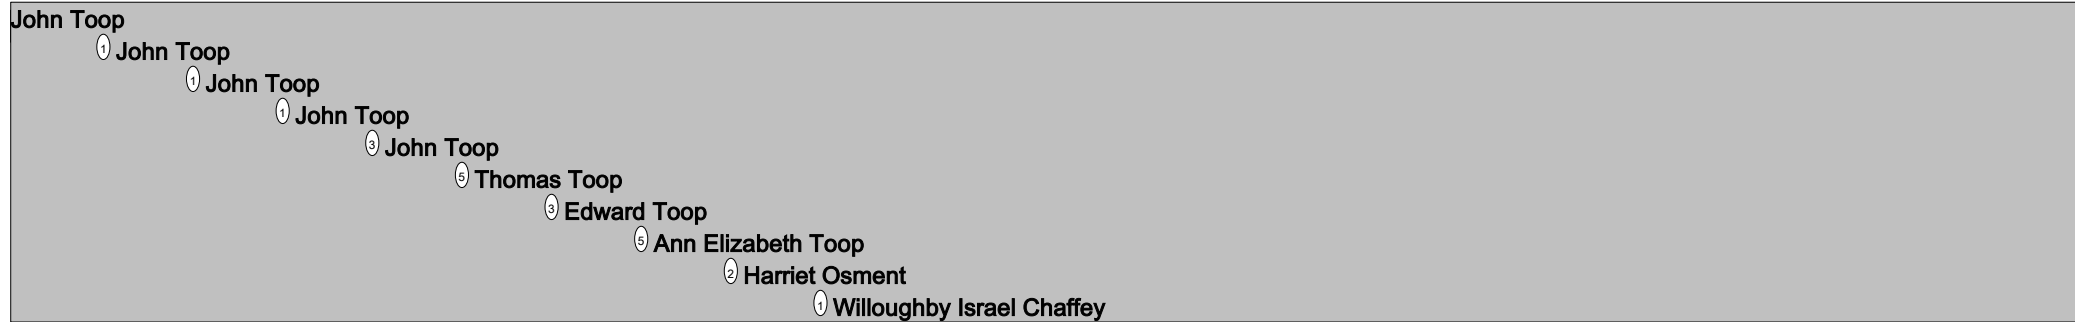 John Toop
1 John Toop
1 John Toop
1 John Toop
3 John Toop
5 Thomas Toop
3 Edward Toop
5 Ann Elizabeth Toop
2 Harriet Osment
1 Willoughby Israel Chaffey